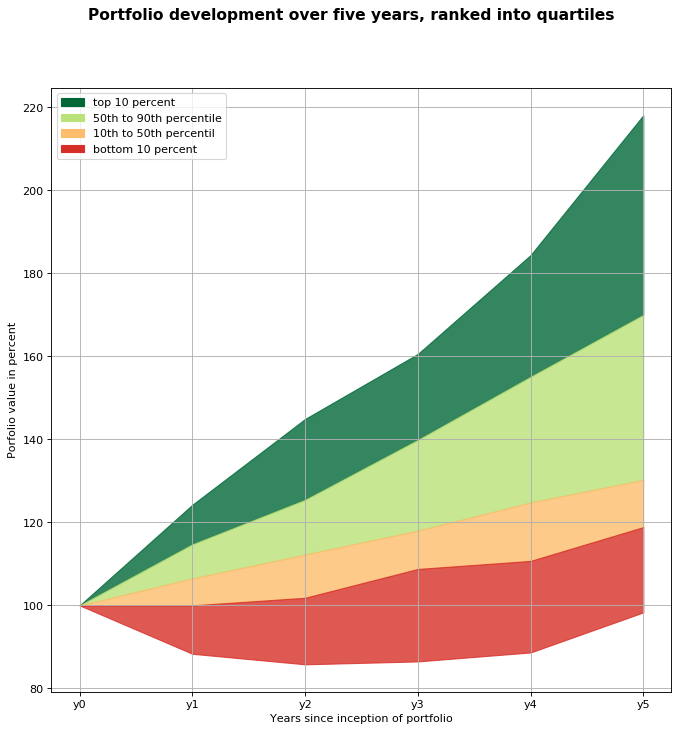 Portfolio development over five years, ranked into quartiles
top 10 percent
50th to 90th percentile
10th to 50th percentil
bottom 10 percent
220
200
180
160
140
120
100
80
Porfolio value in percent
y0 y1 y2 y3 y4 y5
Years since inception of portfolio